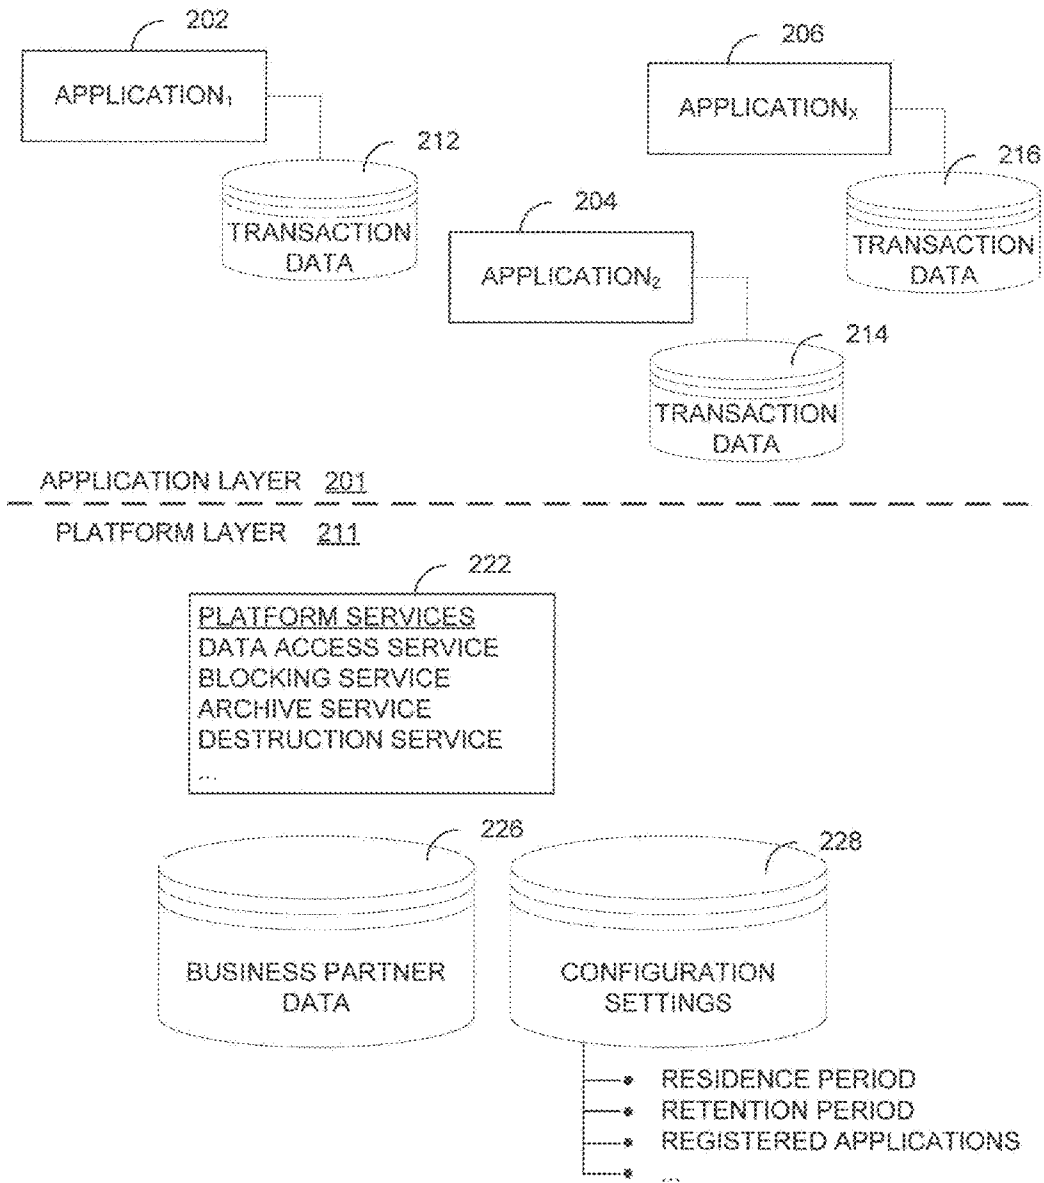 202
APPLICATION₁
212
TRANSACTION
DATA
206
APPLICATIONₓ
216
TRANSACTION
DATA
204
APPLICATION₂
214
TRANSACTION
DATA
APPLICATION LAYER 201
PLATFORM LAYER 211
222
PLATFORM SERVICES
DATA ACCESS SERVICE
BLOCKING SERVICE
ARCHIVE SERVICE
DESTRUCTION SERVICE
...
226
BUSINESS PARTNER
DATA
228
CONFIGURATION
SETTINGS
• RESIDENCE PERIOD
• RETENTION PERIOD
• REGISTERED APPLICATIONS
• ...